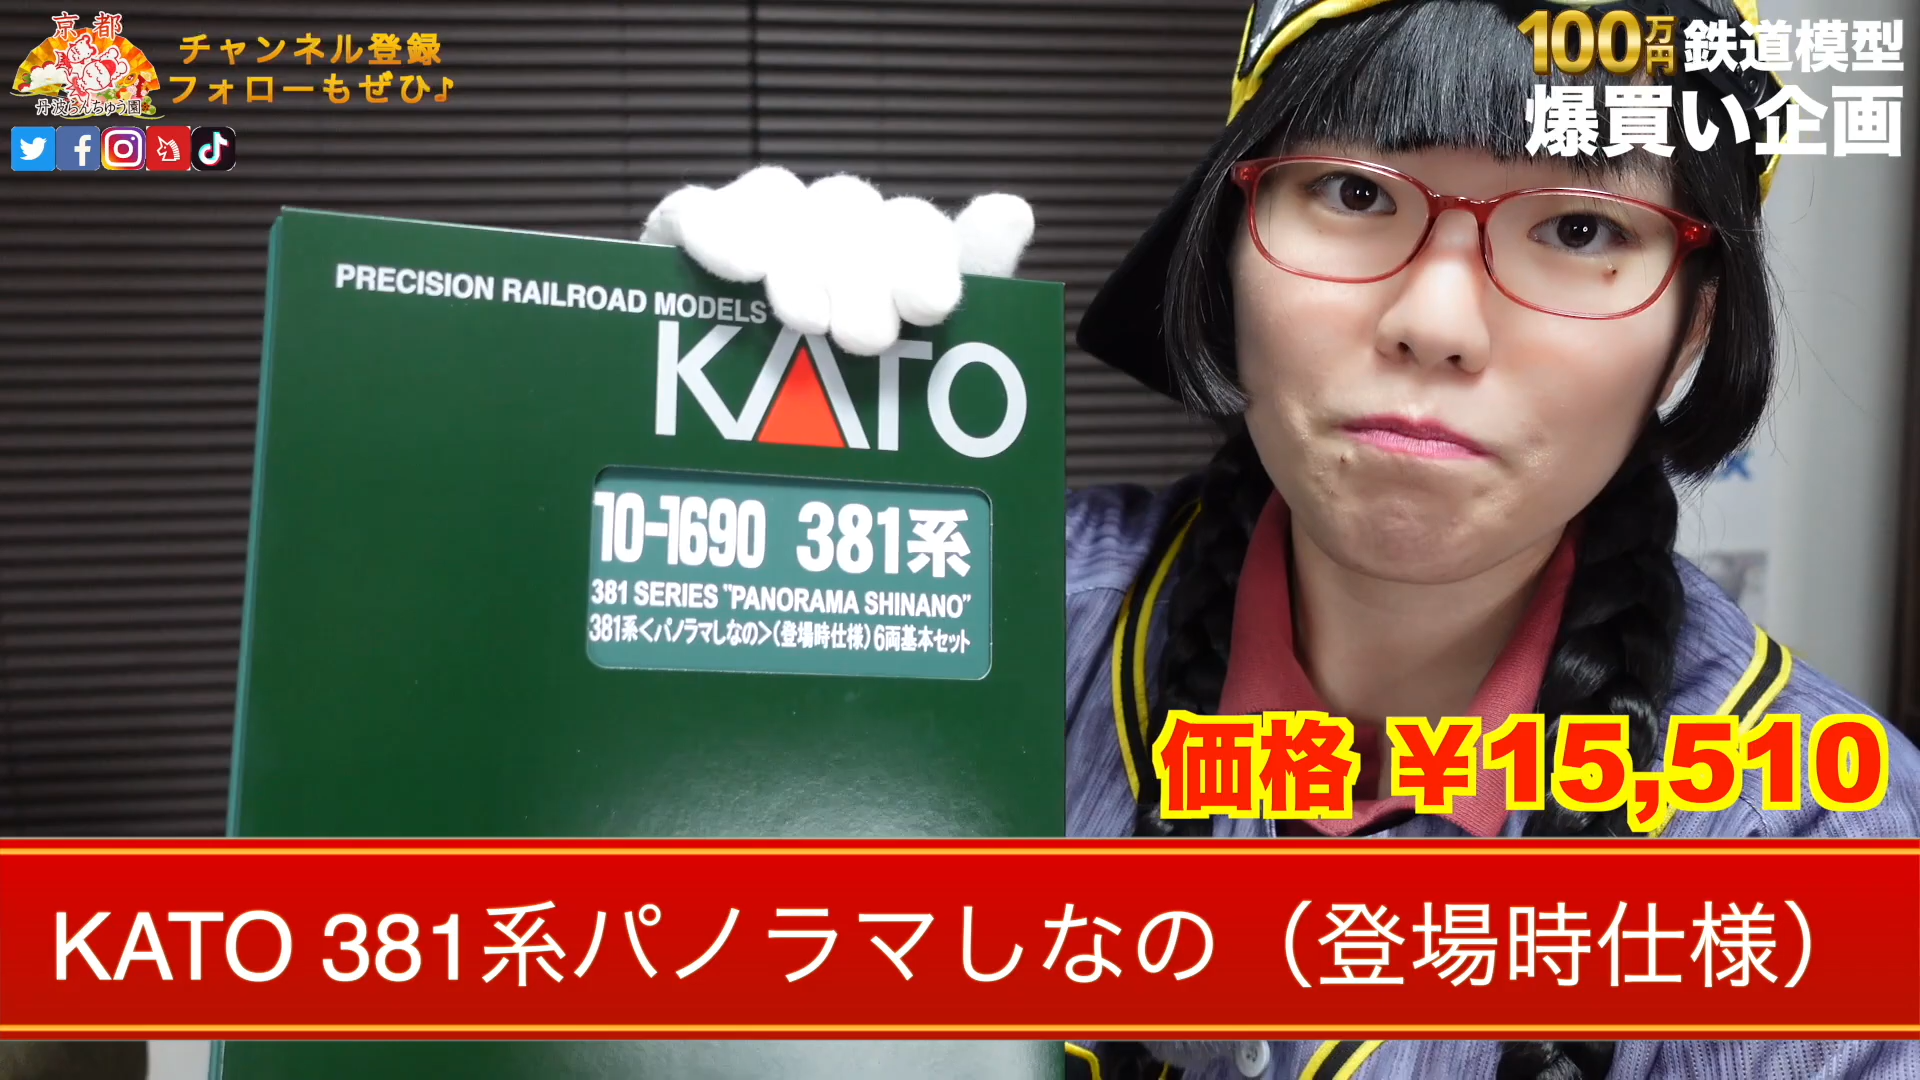 京都
丹波らんちゅう園
チャンネル登録
フォローもぜひ♪
100万円 鉄道模型
爆買い企画
PRECISION RAILROAD MODELS
KATO
10-1690 381系
381 SERIES "PANORAMA SHINANO"
381系<パノラマしなの>(登場時仕様)6両基本セット
価格 ¥15,510
KATO 381系パノラマしなの（登場時仕様）